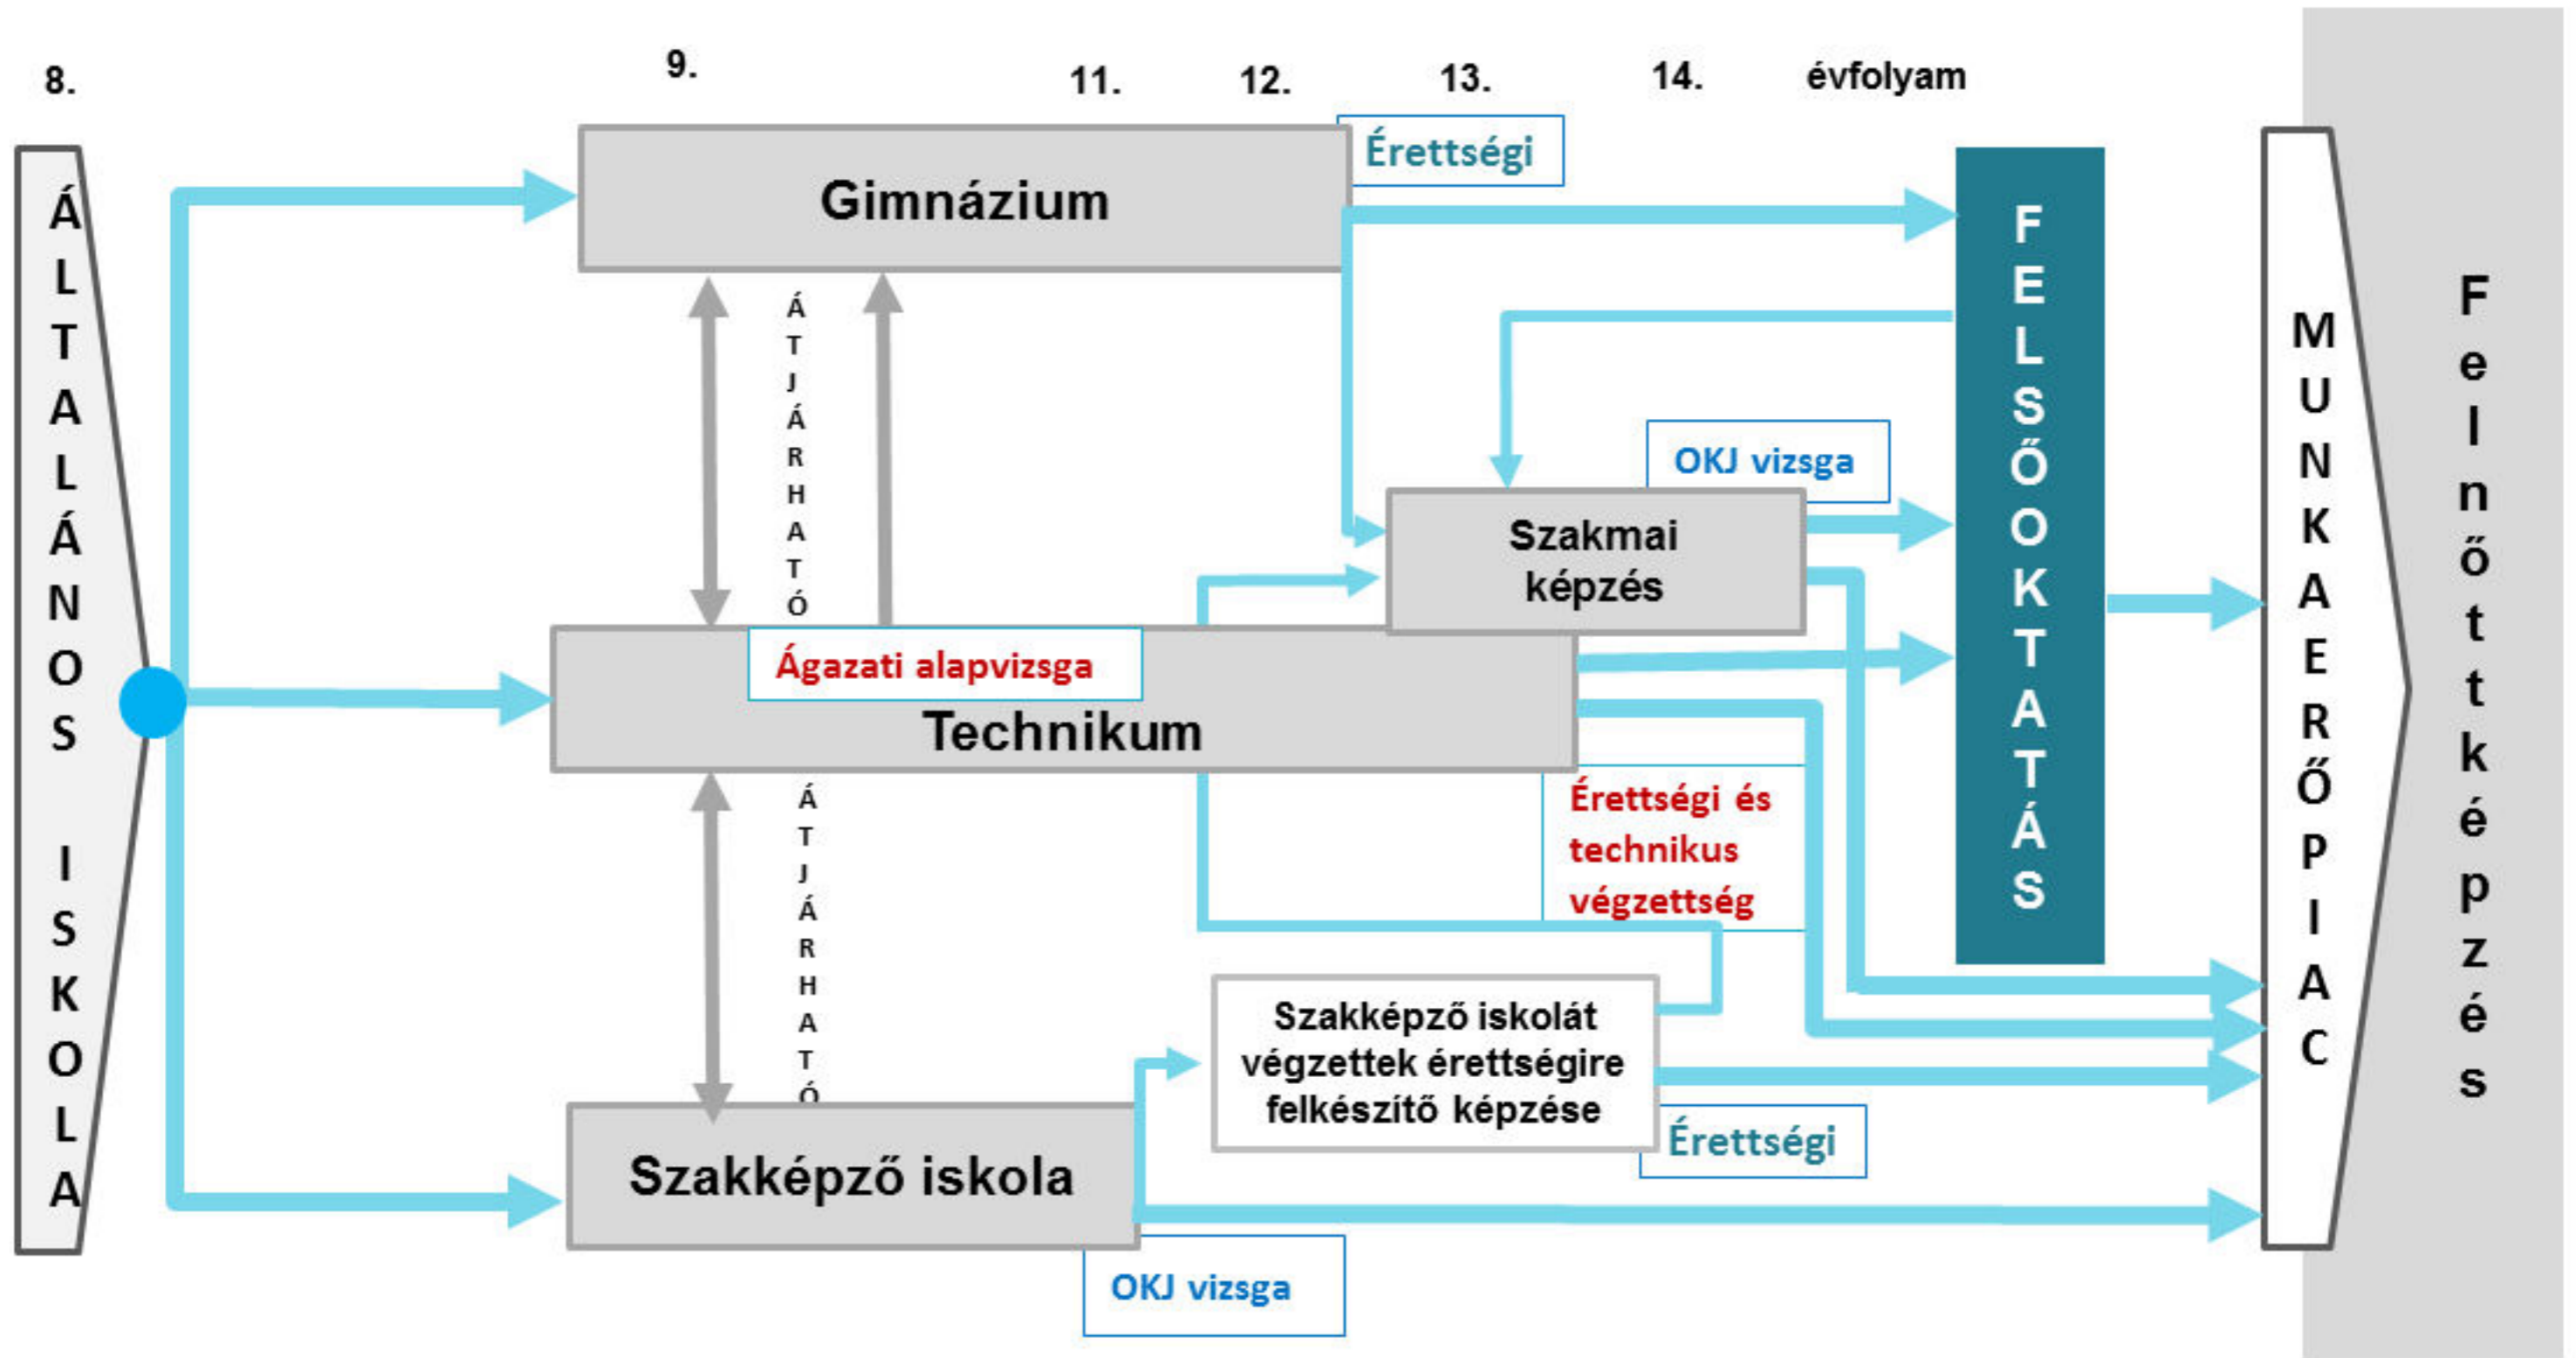 8.
9.
11.
12.
13.
14.
évfolyam
ÁLTALÁNOS ISKOLA
Gimnázium
Érettségi
ÁTJÁRHATÓ
OKJ vizsga
Szakmai
képzés
Ágazati alapvizsga
Technikum
Érettségi és
technikus
végzettség
ÁTJÁRHATÓ
Szakképző iskolát
végzettek érettségire
felkészítő képzése
Érettségi
Szakképző iskola
OKJ vizsga
FELSŐOKTATÁS
MUNKAERŐPIAC
Felnőttképzés